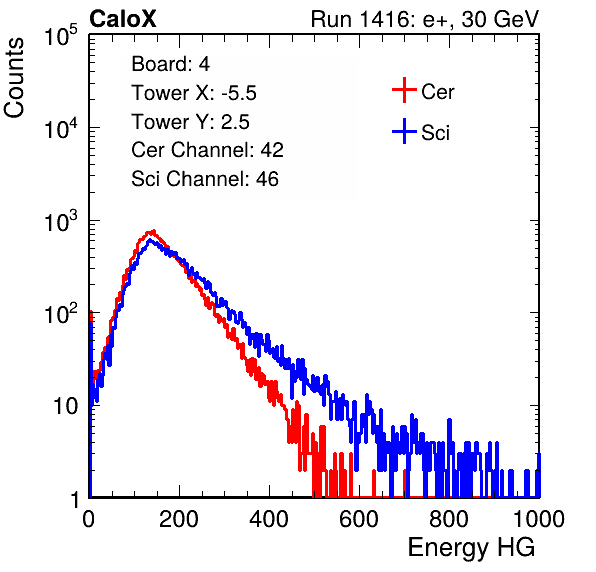 CaloX Run 1416: e+, 30 GeV
Counts
Board: 4
Tower X: -5.5
Tower Y: 2.5
Cer Channel: 42
Sci Channel: 46
Cer
Sci
10^5
10^4
10^3
10^2
10
1
0 200 400 600 800 1000
Energy HG